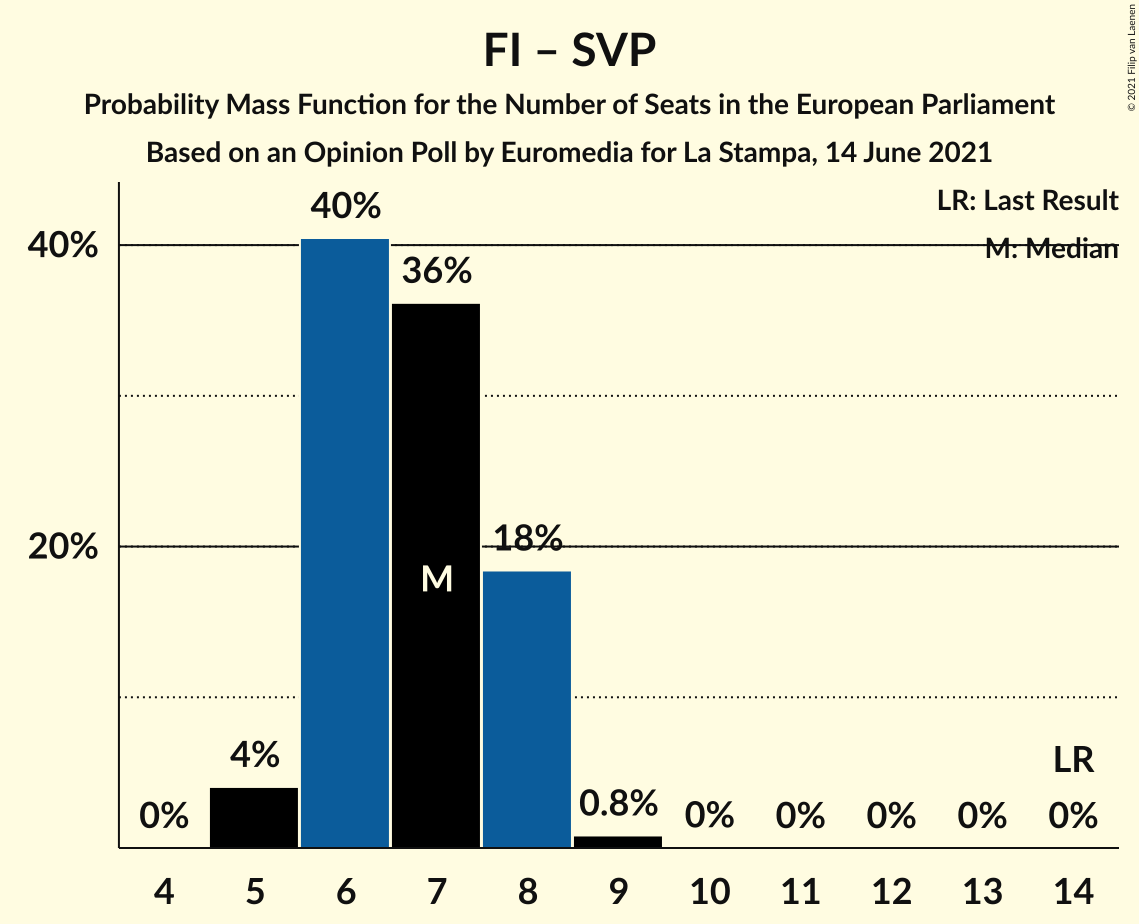 FI – SVP
Probability Mass Function for the Number of Seats in the European Parliament
Based on an Opinion Poll by Euromedia for La Stampa, 14 June 2021
© 2021 Filip van Laenen
LR: Last Result
M: Median
40%
20%
0%
4%
40%
36%
M
18%
0.8%
0%
0%
0%
0%
LR
0%
4 5 6 7 8 9 10 11 12 13 14